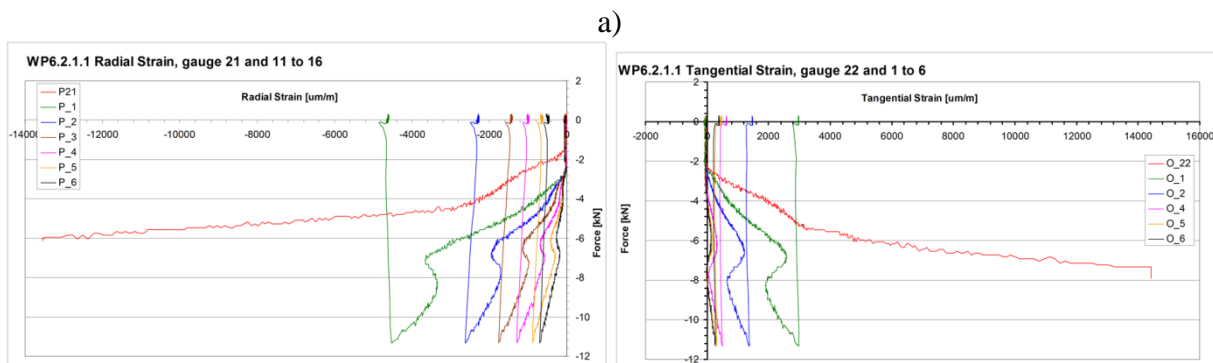 a)
WP6.2.1.1 Radial Strain, gauge 21 and 11 to 16
Radial Strain [um/m]
-14000 -10000 -8000 -6000 -4000 -2000 0
P21
P_1
P_2
P_3
P_4
P_5
P_6
2
0
-2
-4
-6
-8
-10
-12
Force [kN]
WP6.2.1.1 Tangential Strain, gauge 22 and 1 to 6
Tangential Strain [um/m]
-2000 0 2000 4000 6000 8000 10000 12000 14000 16000
2
0
-2
-4
-6
-8
-10
-12
Force [kN]
O_22
O_1
O_2
O_4
O_5
O_6